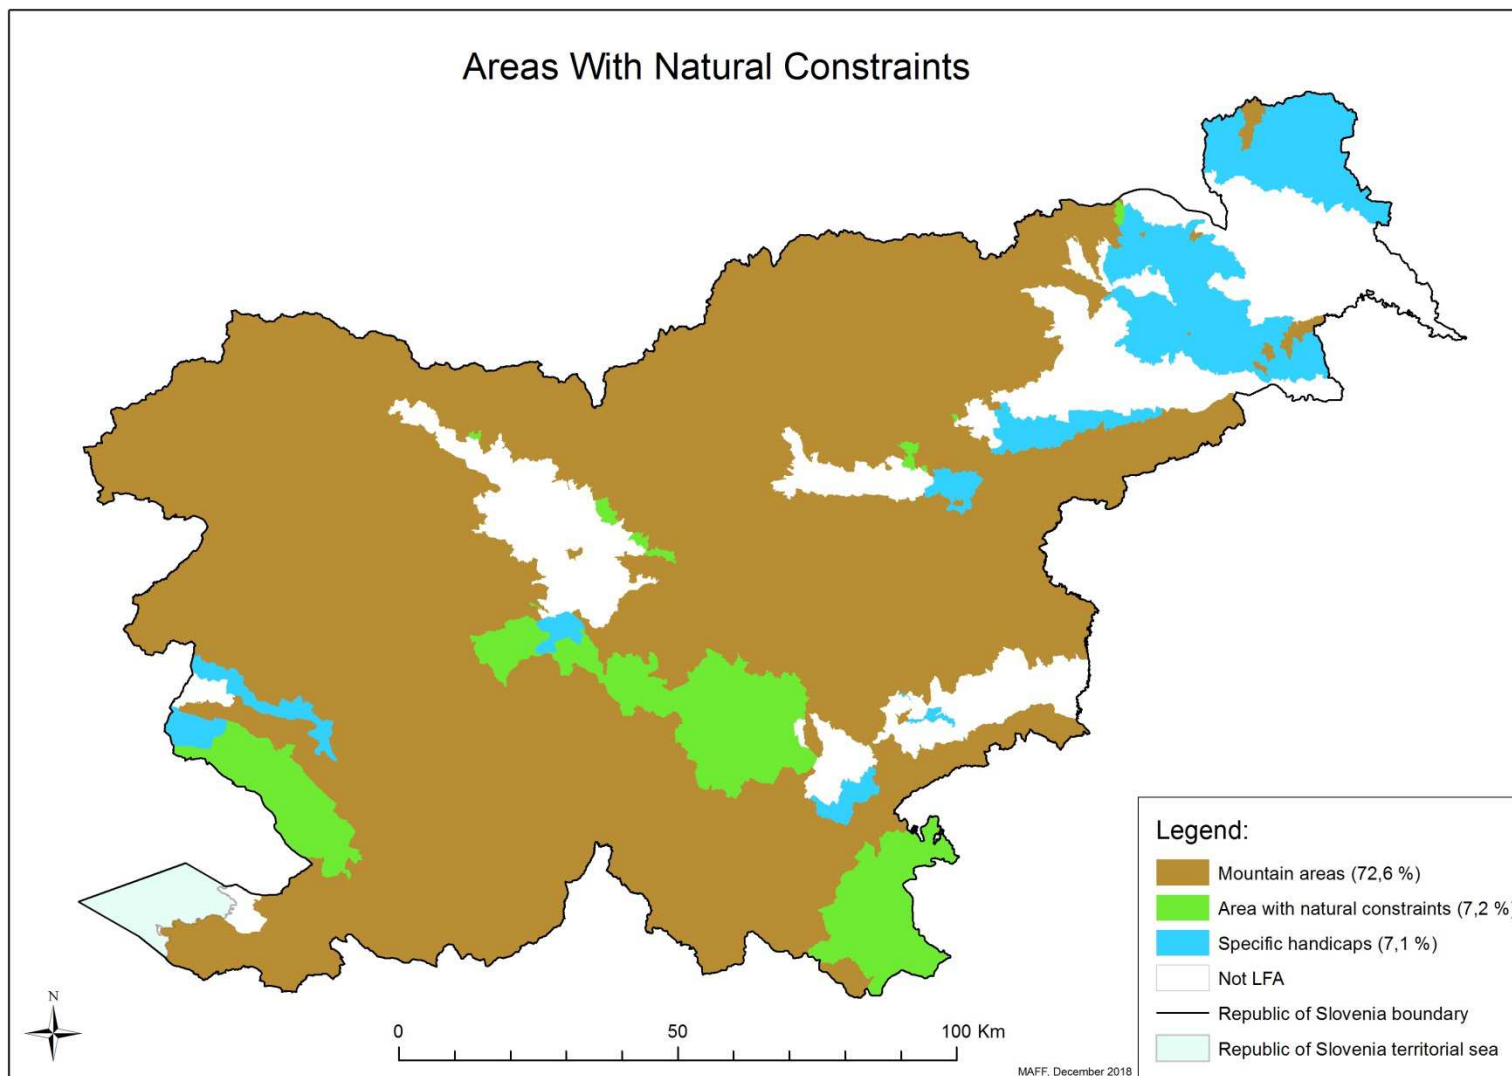 Areas With Natural Constraints
Legend:
Mountain areas (72,6 %)
Area with natural constraints (7,2 %)
Specific handicaps (7,1 %)
Not LFA
Republic of Slovenia boundary
Republic of Slovenia territorial sea
N
0 50 100 Km
MAFF, December 2018